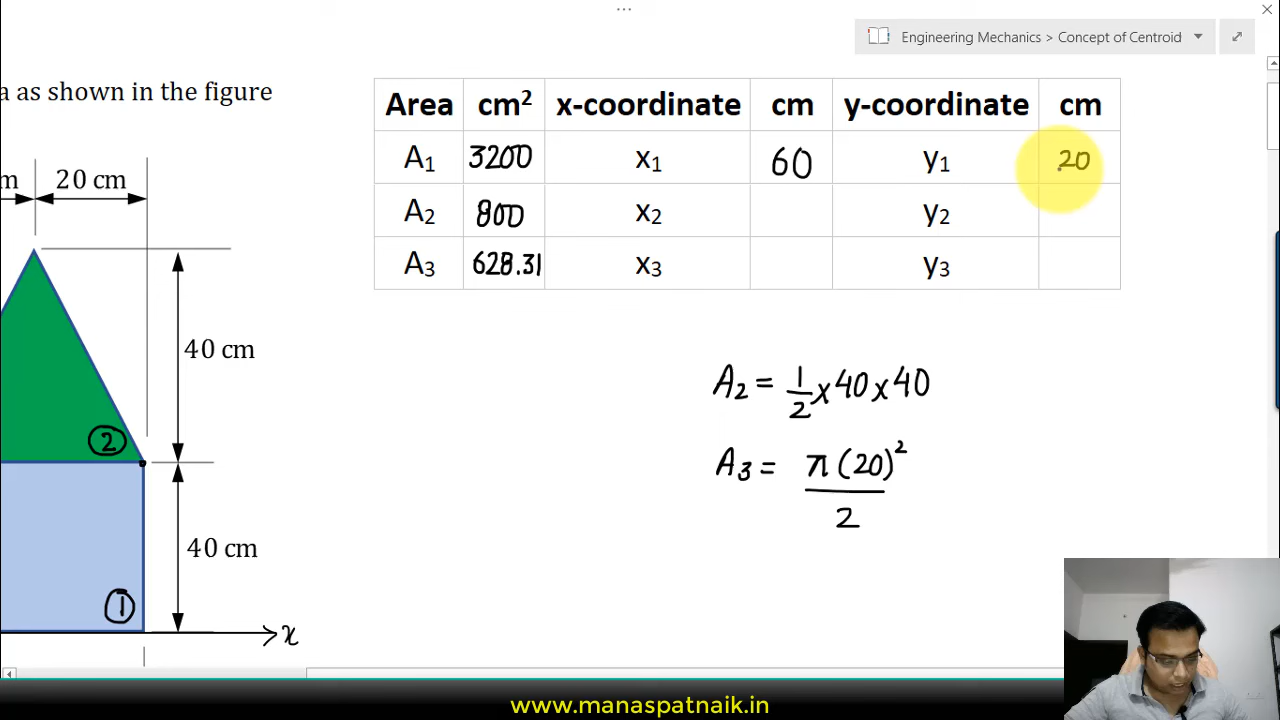 Engineering Mechanics > Concept of Centroid
a as shown in the figure
Area cm² x-coordinate cm y-coordinate cm
A₁ 3200 x₁ 60 y₁ 20
A₂ 800 x₂ y₂
A₃ 628.31 x₃ y₃
m 20 cm
40 cm
A₂ = 1/2 x 40 x 40
②
A₃ = π(20)²/2
40 cm
①
x
www.manaspatnaik.in